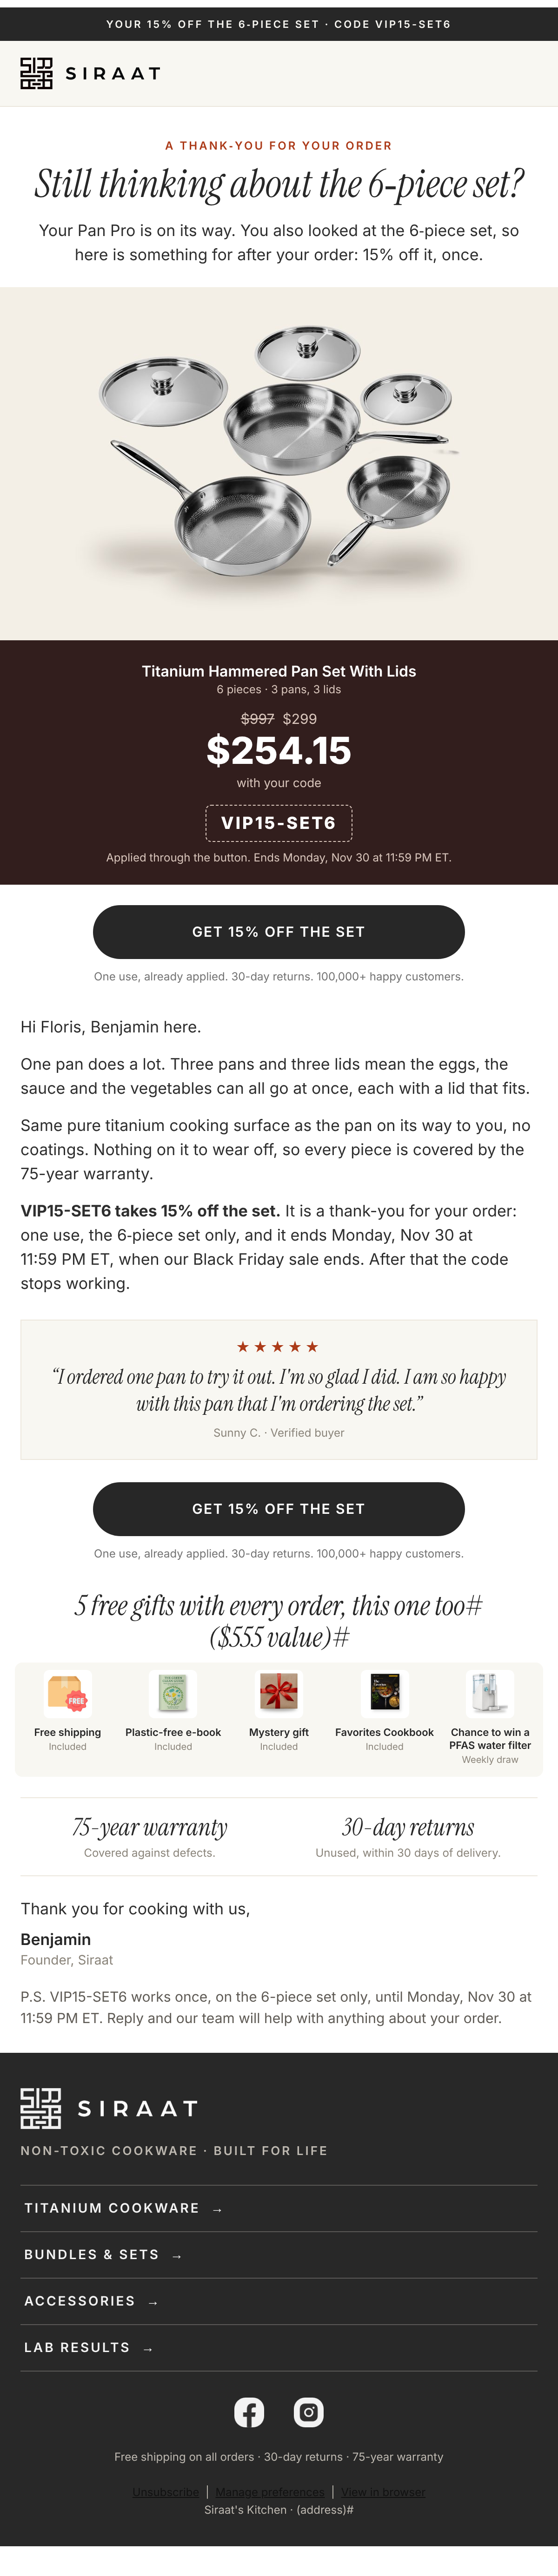 YOUR 15% OFF THE 6-PIECE SET · CODE VIP15-SET6
SIRAAT
A THANK-YOU FOR YOUR ORDER
Still thinking about the 6-piece set?
Your Pan Pro is on its way. You also looked at the 6-piece set, so
here is something for after your order: 15% off it, once.
Titanium Hammered Pan Set With Lids
6 pieces · 3 pans, 3 lids
$997 $299
$254.15
with your code
VIP15-SET6
Applied through the button. Ends Monday, Nov 30 at 11:59 PM ET.
GET 15% OFF THE SET
One use, already applied. 30-day returns. 100,000+ happy customers.
Hi Floris, Benjamin here.
One pan does a lot. Three pans and three lids mean the eggs, the
sauce and the vegetables can all go at once, each with a lid that fits.
Same pure titanium cooking surface as the pan on its way to you, no
coatings. Nothing on it to wear off, so every piece is covered by the
75-year warranty.
VIP15-SET6 takes 15% off the set. It is a thank-you for your order:
one use, the 6-piece set only, and it ends Monday, Nov 30 at
11:59 PM ET, when our Black Friday sale ends. After that the code
stops working.
★★★★★
“I ordered one pan to try it out. I'm so glad I did. I am so happy
with this pan that I'm ordering the set.”
Sunny C. · Verified buyer
GET 15% OFF THE SET
One use, already applied. 30-day returns. 100,000+ happy customers.
5 free gifts with every order, this one too#
($555 value)#
FREE
Free shipping
Included
Plastic-free e-book
Included
Mystery gift
Included
Favorites Cookbook
Included
Chance to win a
PFAS water filter
Weekly draw
75-year warranty
Covered against defects.
30-day returns
Unused, within 30 days of delivery.
Thank you for cooking with us,
Benjamin
Founder, Siraat
P.S. VIP15-SET6 works once, on the 6-piece set only, until Monday, Nov 30 at
11:59 PM ET. Reply and our team will help with anything about your order.
SIRAAT
NON-TOXIC COOKWARE · BUILT FOR LIFE
TITANIUM COOKWARE →
BUNDLES & SETS →
ACCESSORIES →
LAB RESULTS →
Free shipping on all orders · 30-day returns · 75-year warranty
Unsubscribe | Manage preferences | View in browser
Siraat's Kitchen · (address)#